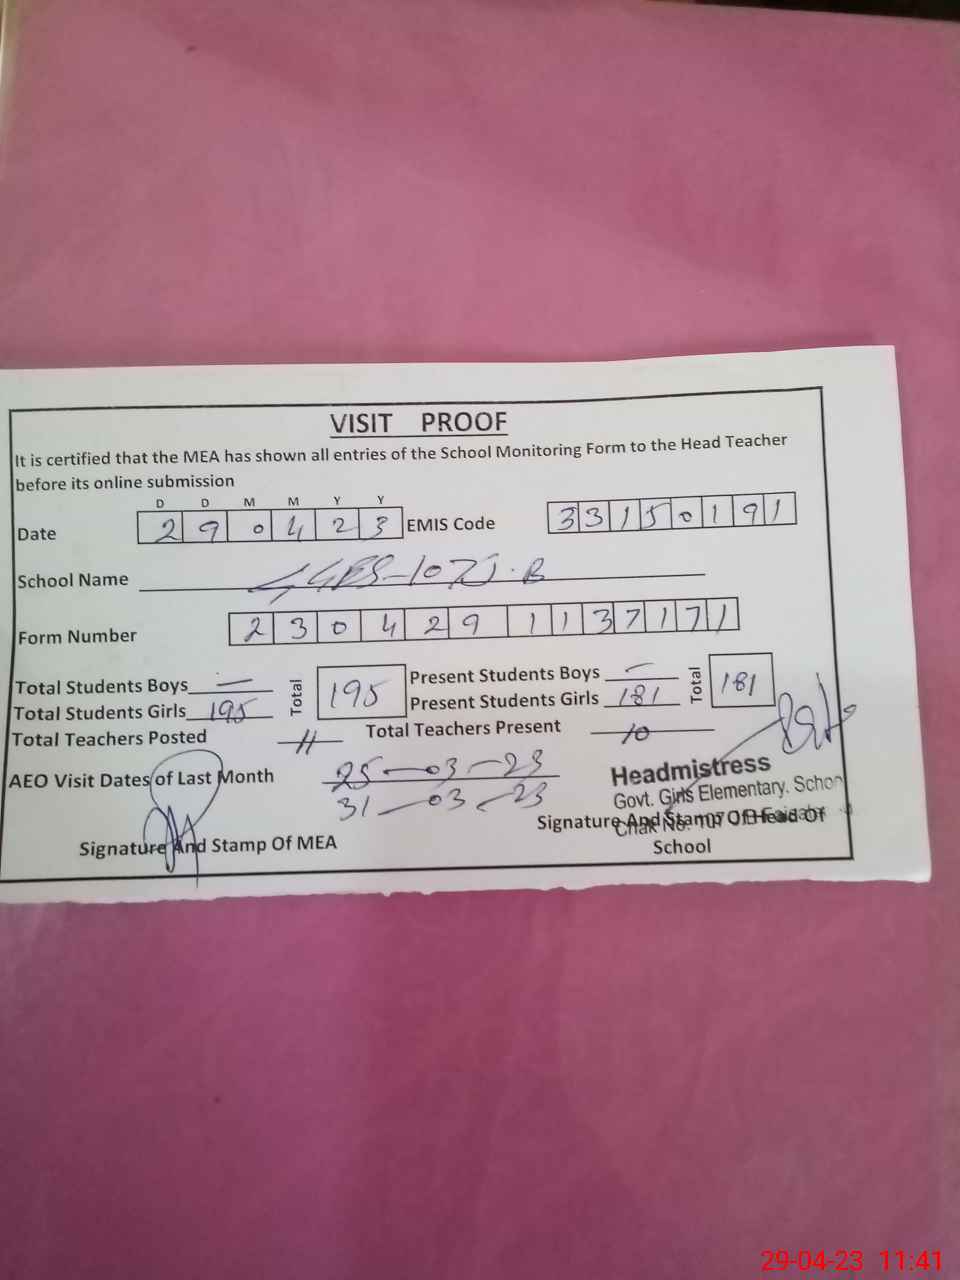 VISIT PROOF
It is certified that the MEA has shown all entries of the School Monitoring Form to the Head Teacher
before its online submission
D D M M Y Y
Date 2 9 0 4 2 3 EMIS Code 3 3 1 5 0 1 9 1
School Name GGES-107J.B
Form Number 2 3 0 4 2 9 1 1 3 7 1 7 1
Total Students Boys — Total 195 Present Students Boys — Total 181
Total Students Girls 195 Present Students Girls 181
Total Teachers Posted 11 Total Teachers Present 10
AEO Visit Dates of Last Month 25-03-23
31-03-23
Headmistress
Govt. Girls Elementary. School
Chak No. 107
Signature And Stamp Of MEA
Signature And Stamp Of Head Of
School
29-04-23 11:41